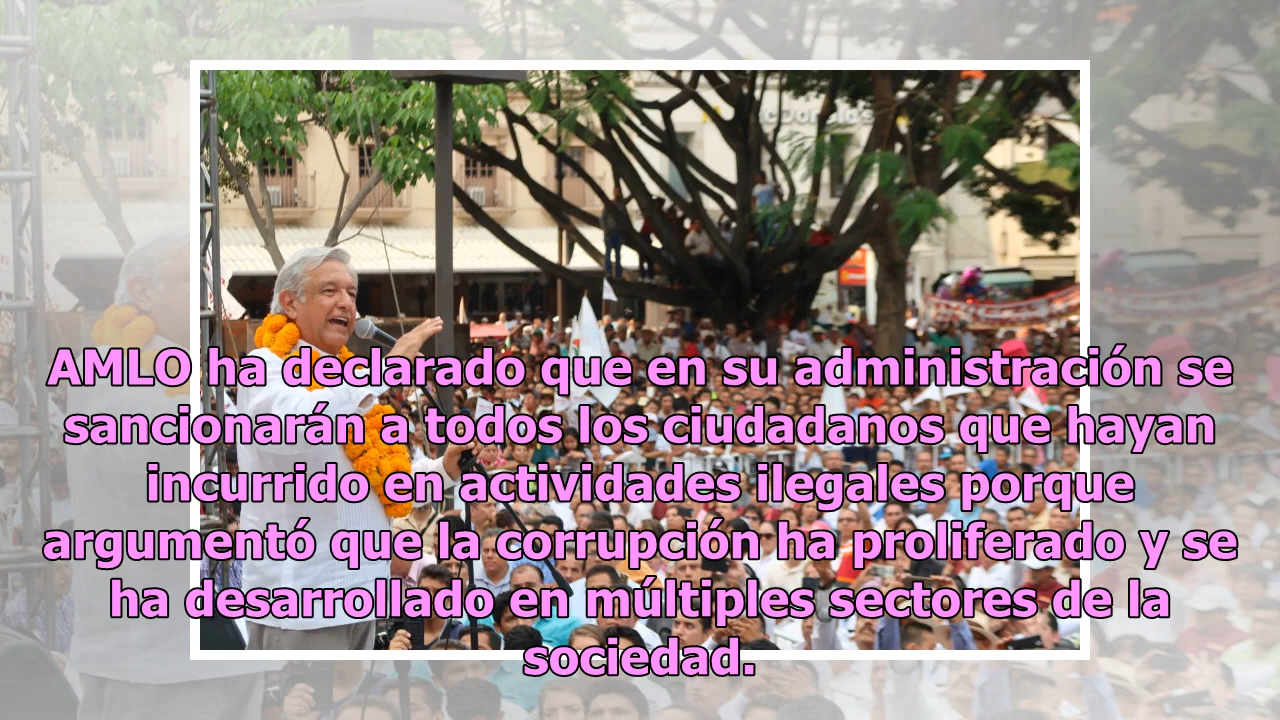 McDonald's
AMLO ha declarado que en su administración se
sancionarán a todos los ciudadanos que hayan
incurrido en actividades ilegales porque
argumentó que la corrupción ha proliferado y se
ha desarrollado en múltiples sectores de la
sociedad.